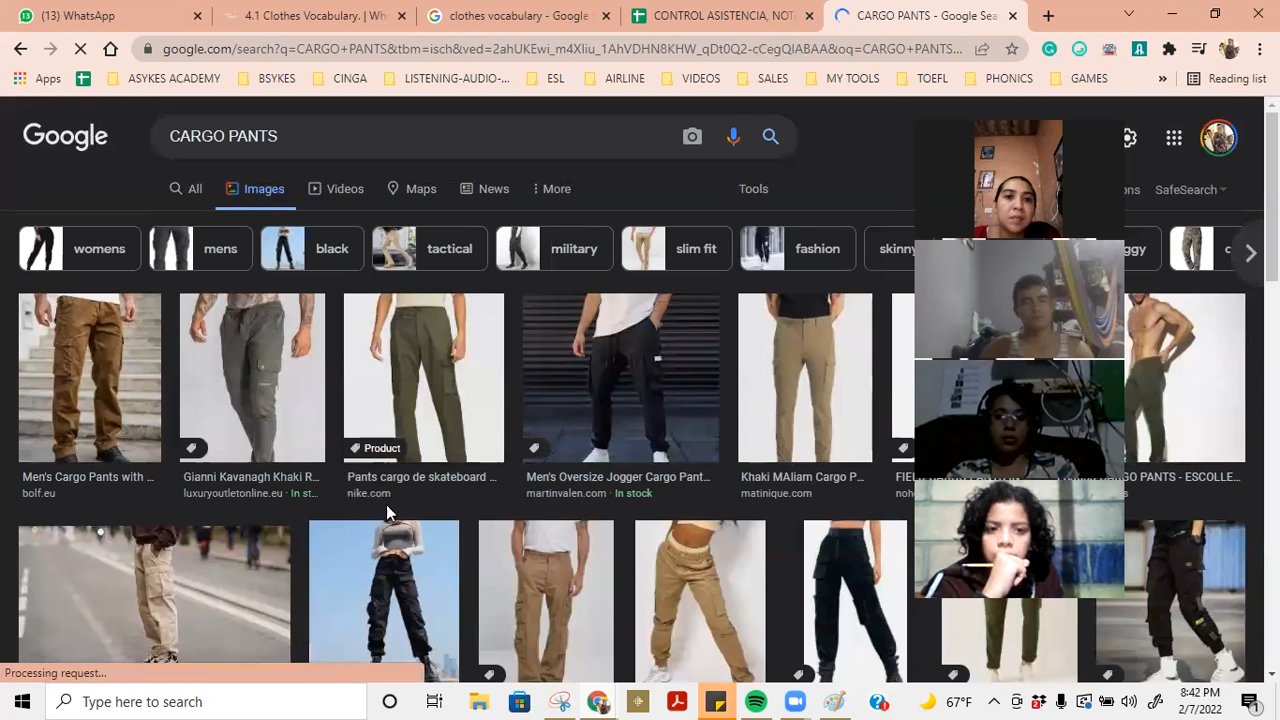 (13) WhatsApp
4.1 Clothes Vocabulary. | Wh
clothes vocabulary - Google S
CONTROL ASISTENCIA, NOTA
CARGO PANTS - Google Sea
google.com/search?q=CARGO+PANTS&tbm=isch&ved=2ahUKEwi_m4Xliu_1AhVDHN8KHW_qDt0Q2-cCegQIABAA&oq=CARGO+PANTS...
Apps
ASYKES ACADEMY
BSYKES
CINGA
LISTENING-AUDIO-...
ESL
AIRLINE
VIDEOS
SALES
MY TOOLS
TOEFL
PHONICS
GAMES
»
Reading list
Google
CARGO PANTS
All
Images
Videos
Maps
News
More
Tools
SafeSearch
womens
mens
black
tactical
military
slim fit
fashion
skinny
Product
Men's Cargo Pants with ...
bolf.eu
Gianni Kavanagh Khaki R...
luxuryoutletonline.eu · In st...
Pants cargo de skateboard ...
nike.com
Men's Oversize Jogger Cargo Pant...
martinvalen.com · In stock
Khaki MAliam Cargo P...
matinique.com
PANTS - ESCOLLE...
Processing request...
Type here to search
67°F
8:42 PM
2/7/2022